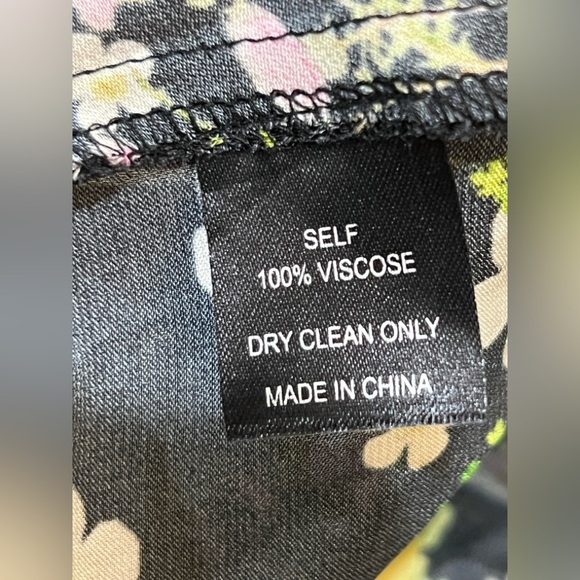 SELF
100% VISCOSE
DRY CLEAN ONLY
MADE IN CHINA